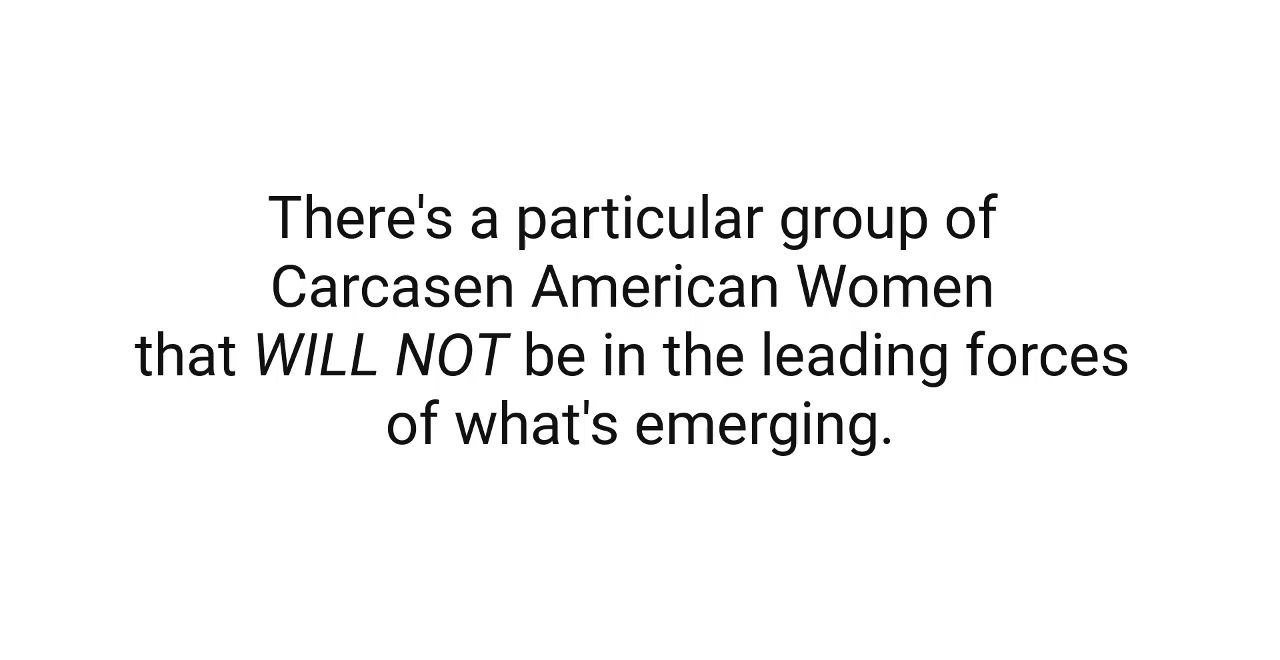 There's a particular group of
Carcasen American Women
that WILL NOT be in the leading forces
of what's emerging.